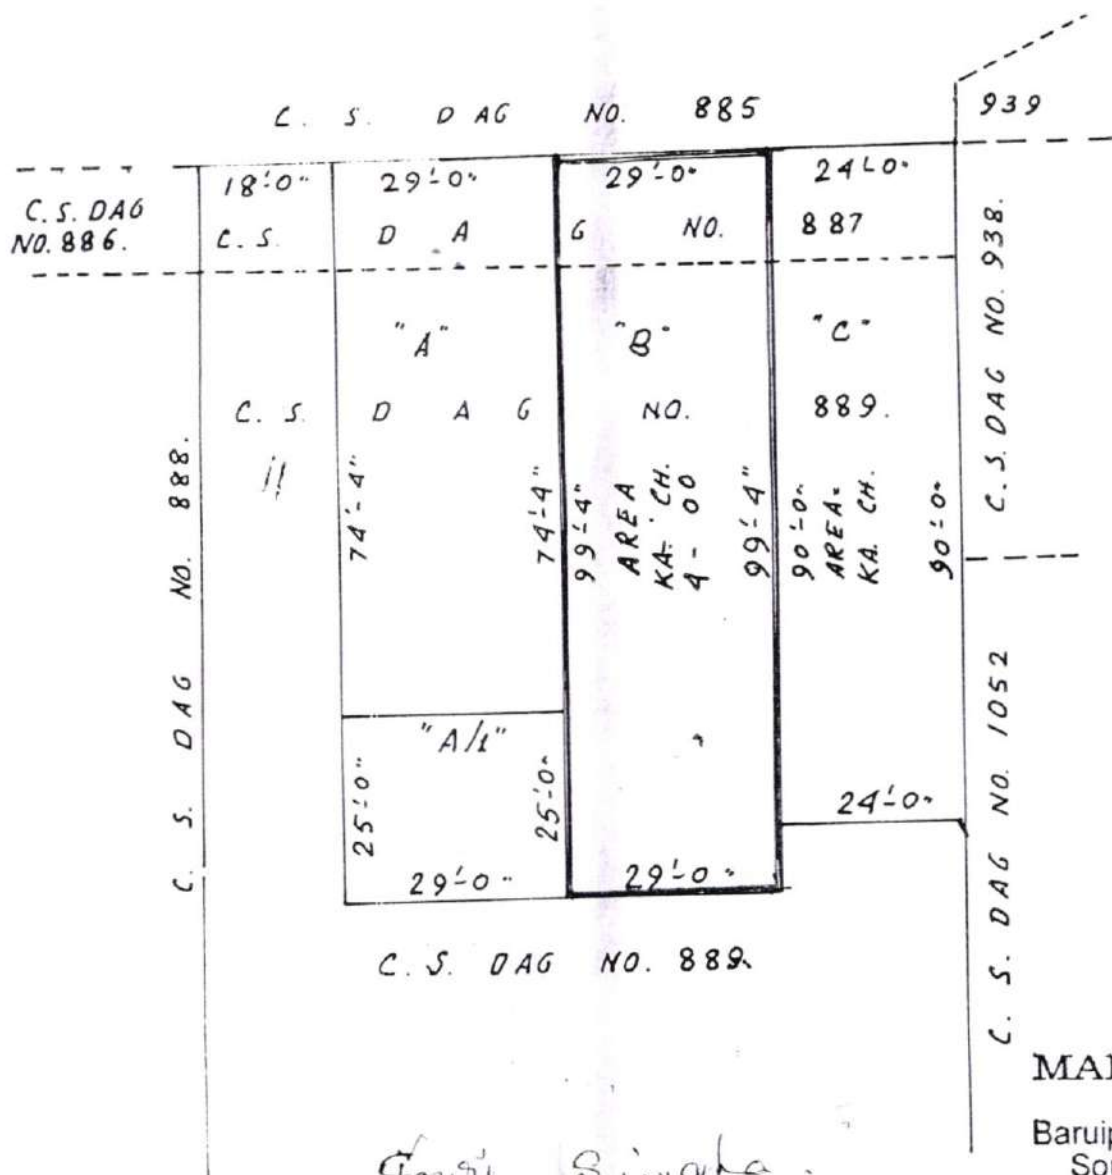 C. S. DAG NO. 885
939
18'-0" 29'-0" 29'-0" 24'-0"
C.S. DAG
NO. 886.
C.S. DAG NO. 887
C. S. DAG NO. 938.
"A" "B" "C"
C. S. DAG NO. 889.
C. S. DAG NO. 888.
74'-4"
74'-4"
99'-4"
AREA
KA. CH.
4 - 00
99'-4"
90'-0"
AREA=
KA. CH.
90'-0"
"A/1"
25'-0"
25'-0"
29'-0"
29'-0"
24'-0"
C. S. DAG NO. 1052
C. S. DAG NO. 889.
MA
Baruip